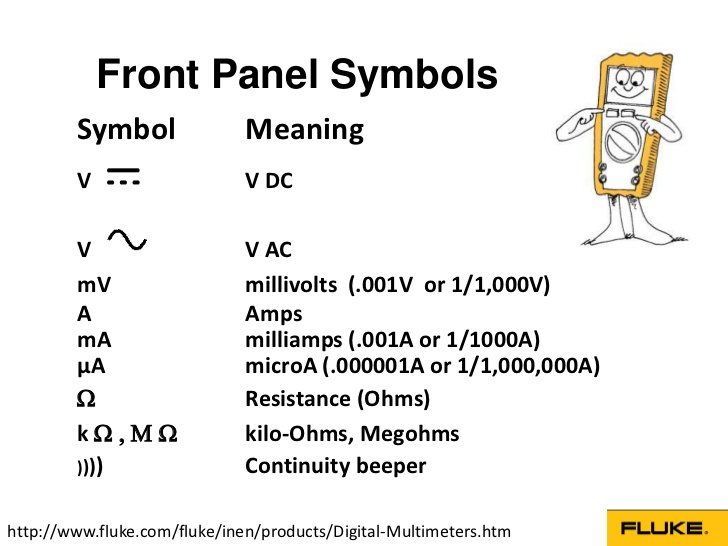 Front Panel Symbols
Symbol Meaning
V V DC
V V AC
mV millivolts (.001V or 1/1,000V)
A Amps
mA milliamps (.001A or 1/1000A)
µA microA (.000001A or 1/1,000,000A)
Ω Resistance (Ohms)
k Ω , M Ω kilo-Ohms, Megohms
)))) Continuity beeper
http://www.fluke.com/fluke/inen/products/Digital-Multimeters.htm
FLUKE®